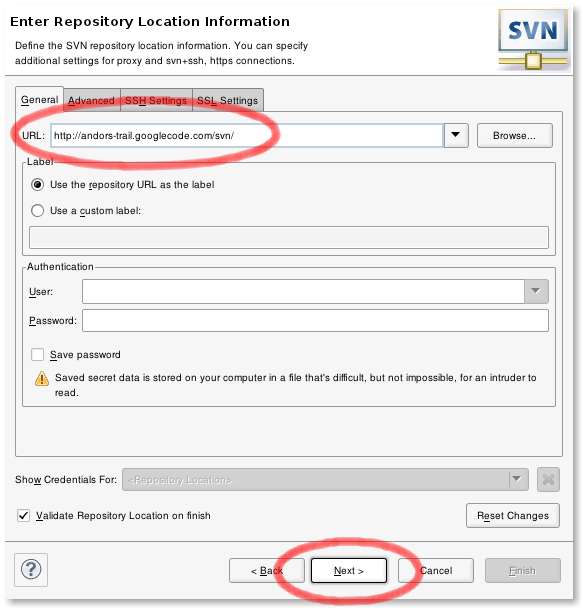 Enter Repository Location Information
Define the SVN repository location information. You can specify
additional settings for proxy and svn+ssh, https connections.
SVN
General Advanced SSH Settings SSL Settings
URL: http://andors-trail.googlecode.com/svn/ Browse...
Label
Use the repository URL as the label
Use a custom label:
Authentication
User:
Password:
Save password
Saved secret data is stored on your computer in a file that's difficult, but not impossible, for an intruder to
read.
Show Credentials For: <Repository Location>
Validate Repository Location on finish Reset Changes
? < Back Next > Cancel Finish